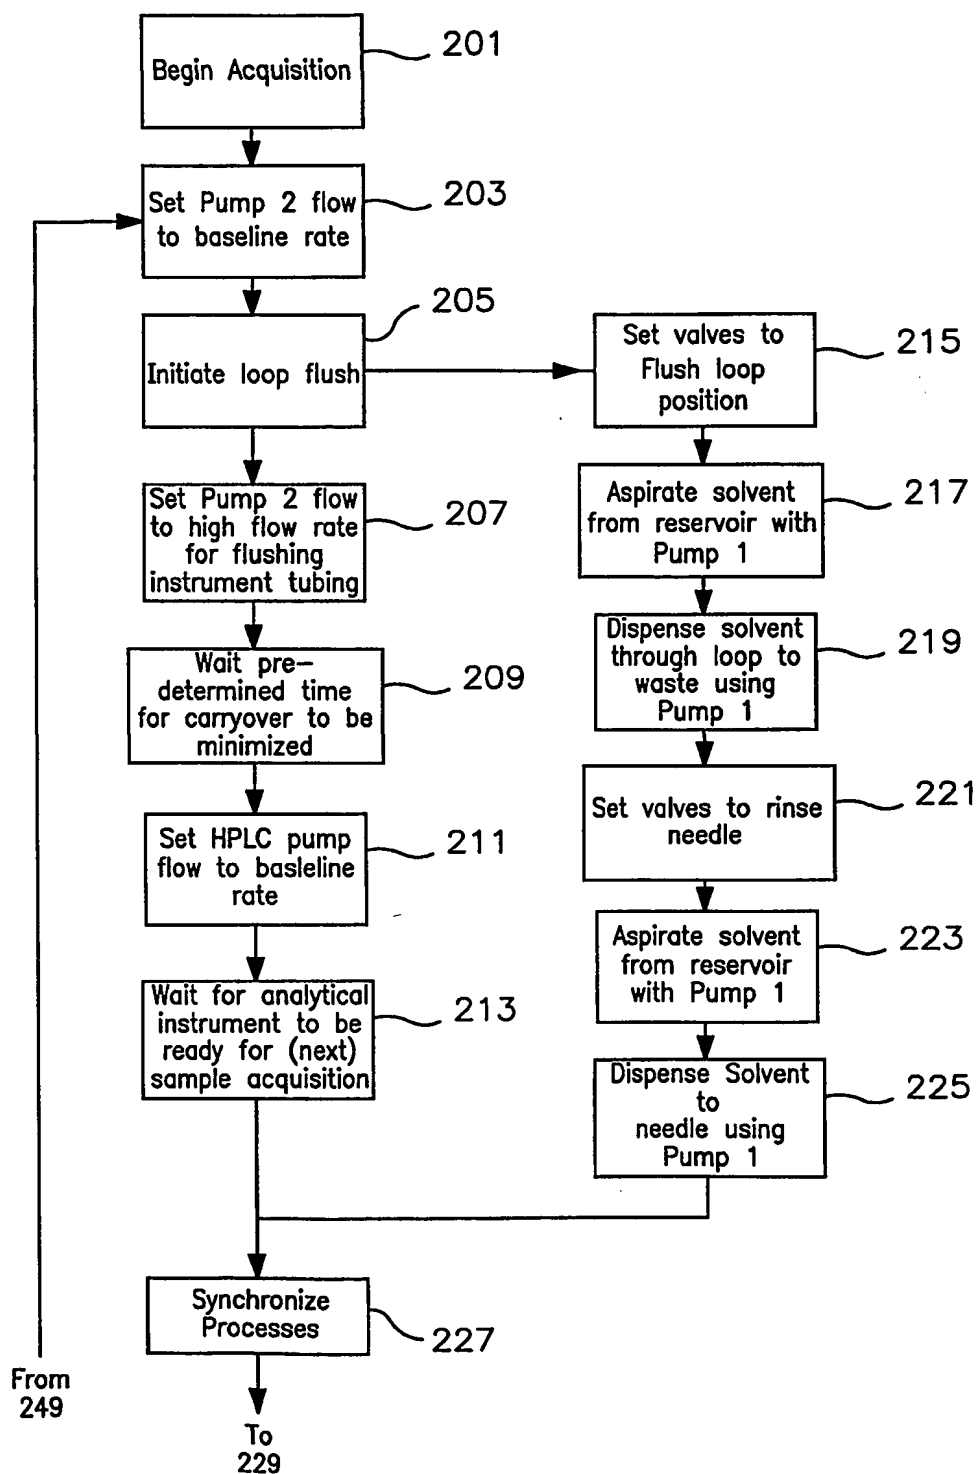 Begin Acquisition
201
Set Pump 2 flow
to baseline rate
203
Initiate loop flush
205
Set Pump 2 flow
to high flow rate
for flushing
instrument tubing
207
Wait pre-
determined time
for carryover to be
minimized
209
Set HPLC pump
flow to basleline
rate
211
Wait for analytical
instrument to be
ready for (next)
sample acquisition
213
Set valves to
Flush loop
position
215
Aspirate solvent
from reservoir with
Pump 1
217
Dispense solvent
through loop to
waste using
Pump 1
219
Set valves to rinse
needle
221
Aspirate solvent
from reservoir
with Pump 1
223
Dispense Solvent
to
needle using
Pump 1
225
Synchronize
Processes
227
From
249
To
229